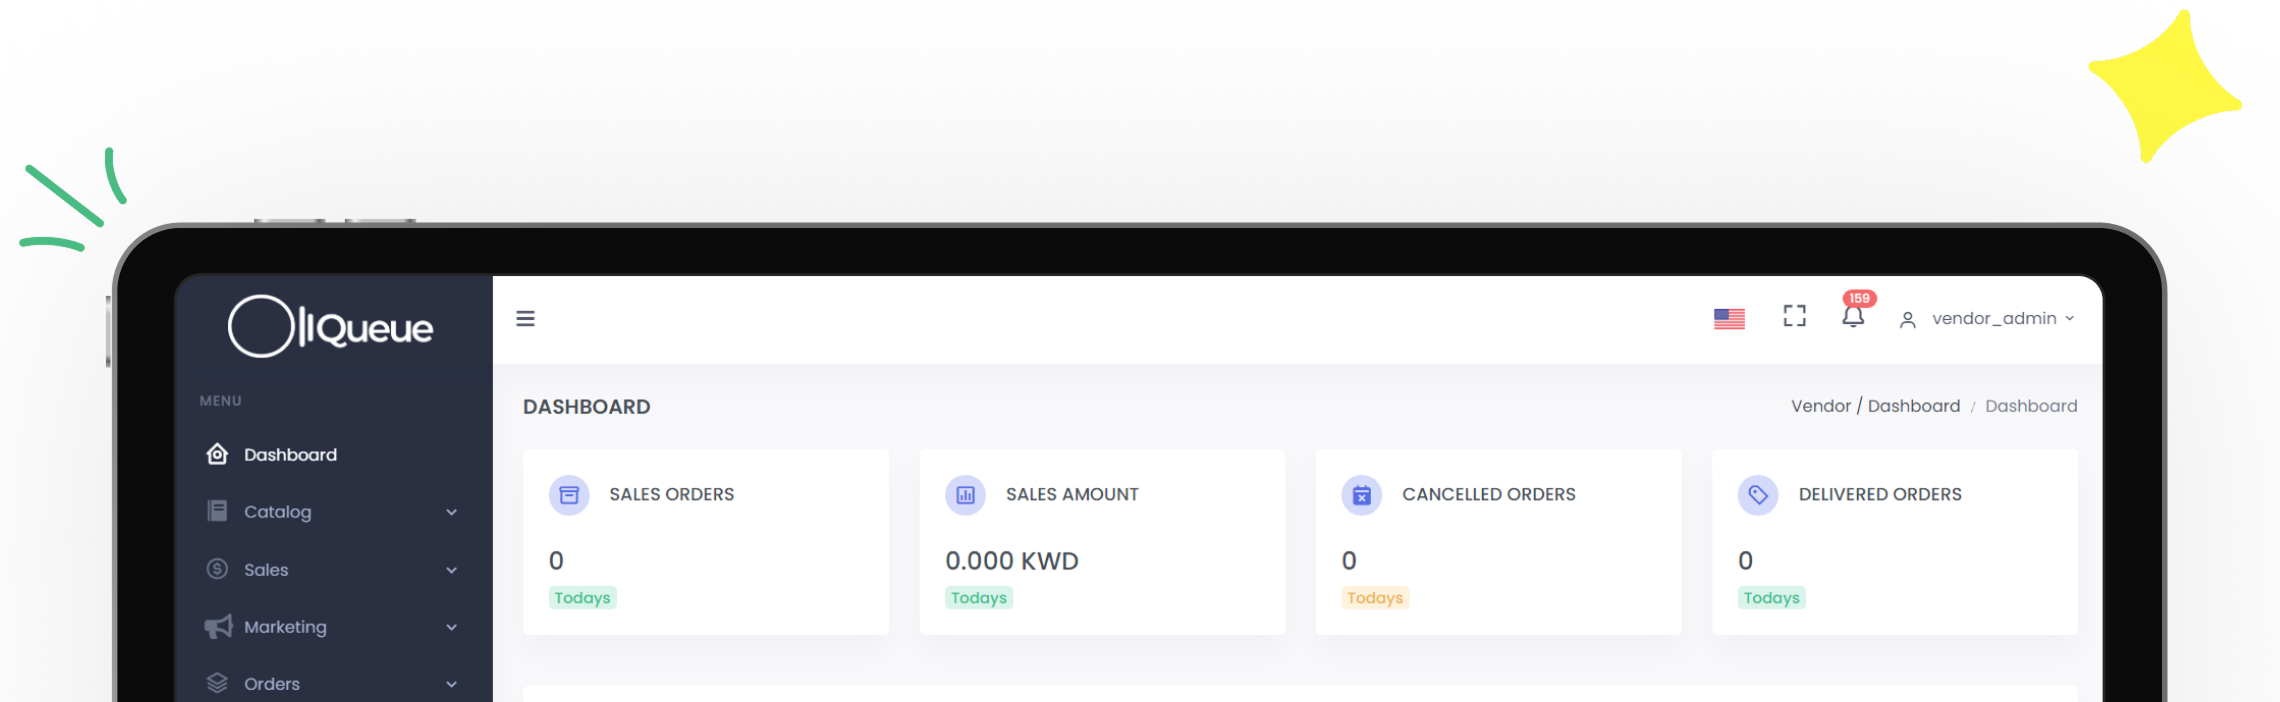 IQueue
159
vendor_admin
MENU
DASHBOARD
Vendor / Dashboard / Dashboard
Dashboard
Catalog
Sales
Marketing
Orders
SALES ORDERS
0
Todays
SALES AMOUNT
0.000 KWD
Todays
CANCELLED ORDERS
0
Todays
DELIVERED ORDERS
0
Todays